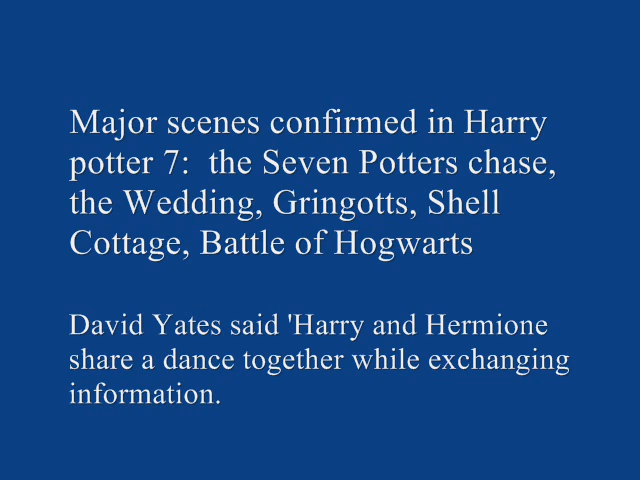 Major scenes confirmed in Harry
potter 7:  the Seven Potters chase,
the Wedding, Gringotts, Shell
Cottage, Battle of Hogwarts
David Yates said 'Harry and Hermione
share a dance together while exchanging
information.